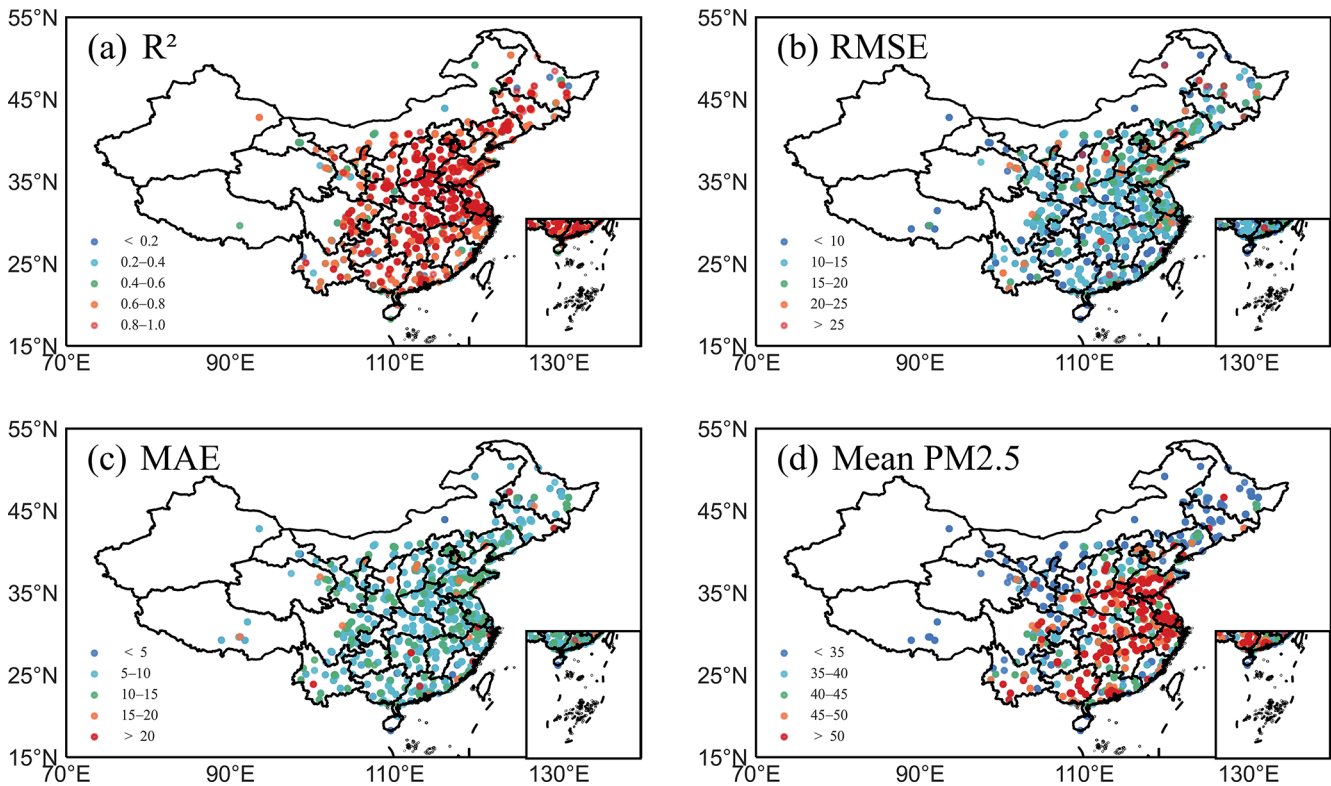 55°N
(a) R²
45°N
35°N
25°N
15°N
< 0.2
0.2–0.4
0.4–0.6
0.6–0.8
0.8–1.0
70°E 90°E 110°E 130°E
(b) RMSE
55°N
45°N
35°N
25°N
15°N
< 10
10–15
15–20
20–25
> 25
70°E 90°E 110°E 130°E
55°N
(c) MAE
45°N
35°N
25°N
15°N
< 5
5–10
10–15
15–20
> 20
70°E 90°E 110°E 130°E
55°N
(d) Mean PM2.5
45°N
35°N
25°N
15°N
< 35
35–40
40–45
45–50
> 50
70°E 90°E 110°E 130°E